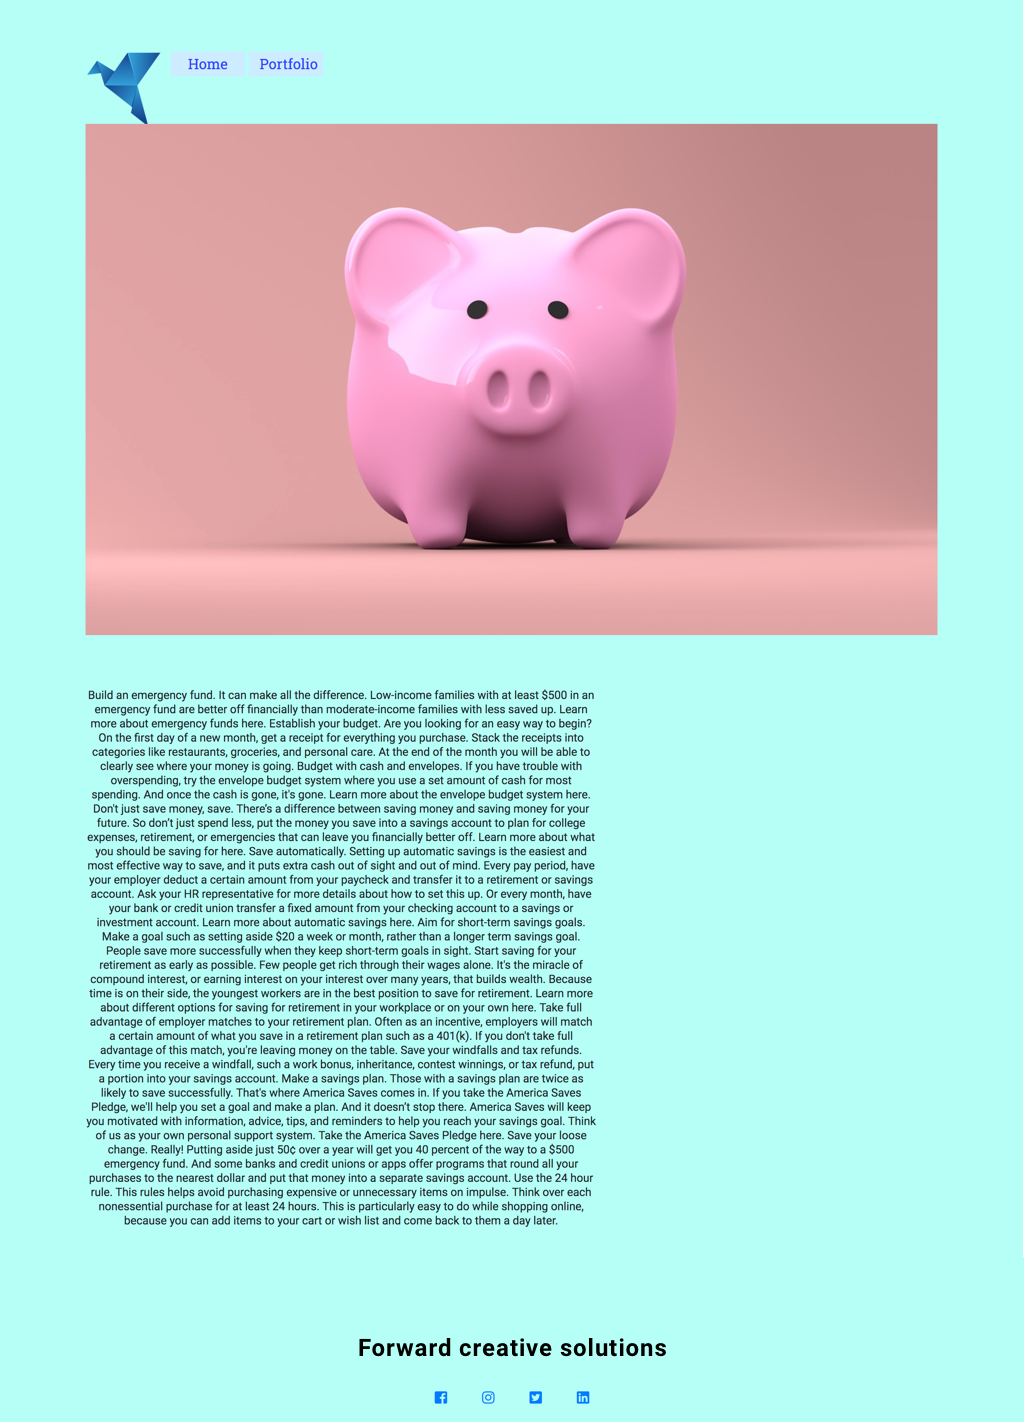 Home
Portfolio
Build an emergency fund. It can make all the difference. Low-income families with at least $500 in an
emergency fund are better off financially than moderate-income families with less saved up. Learn
more about emergency funds here. Establish your budget. Are you looking for an easy way to begin?
On the first day of a new month, get a receipt for everything you purchase. Stack the receipts into
categories like restaurants, groceries, and personal care. At the end of the month you will be able to
clearly see where your money is going. Budget with cash and envelopes. If you have trouble with
overspending, try the envelope budget system where you use a set amount of cash for most
spending. And once the cash is gone, it's gone. Learn more about the envelope budget system here.
Don't just save money, save. There’s a difference between saving money and saving money for your
future. So don’t just spend less, put the money you save into a savings account to plan for college
expenses, retirement, or emergencies that can leave you financially better off. Learn more about what
you should be saving for here. Save automatically. Setting up automatic savings is the easiest and
most effective way to save, and it puts extra cash out of sight and out of mind. Every pay period, have
your employer deduct a certain amount from your paycheck and transfer it to a retirement or savings
account. Ask your HR representative for more details about how to set this up. Or every month, have
your bank or credit union transfer a fixed amount from your checking account to a savings or
investment account. Learn more about automatic savings here. Aim for short-term savings goals.
Make a goal such as setting aside $20 a week or month, rather than a longer term savings goal.
People save more successfully when they keep short-term goals in sight. Start saving for your
retirement as early as possible. Few people get rich through their wages alone. It's the miracle of
compound interest, or earning interest on your interest over many years, that builds wealth. Because
time is on their side, the youngest workers are in the best position to save for retirement. Learn more
about different options for saving for retirement in your workplace or on your own here. Take full
advantage of employer matches to your retirement plan. Often as an incentive, employers will match
a certain amount of what you save in a retirement plan such as a 401(k). If you don't take full
advantage of this match, you're leaving money on the table. Save your windfalls and tax refunds.
Every time you receive a windfall, such a work bonus, inheritance, contest winnings, or tax refund, put
a portion into your savings account. Make a savings plan. Those with a savings plan are twice as
likely to save successfully. That's where America Saves comes in. If you take the America Saves
Pledge, we'll help you set a goal and make a plan. And it doesn’t stop there. America Saves will keep
you motivated with information, advice, tips, and reminders to help you reach your savings goal. Think
of us as your own personal support system. Take the America Saves Pledge here. Save your loose
change. Really! Putting aside just 50¢ over a year will get you 40 percent of the way to a $500
emergency fund. And some banks and credit unions or apps offer programs that round all your
purchases to the nearest dollar and put that money into a separate savings account. Use the 24 hour
rule. This rules helps avoid purchasing expensive or unnecessary items on impulse. Think over each
nonessential purchase for at least 24 hours. This is particularly easy to do while shopping online,
because you can add items to your cart or wish list and come back to them a day later.
Forward creative solutions